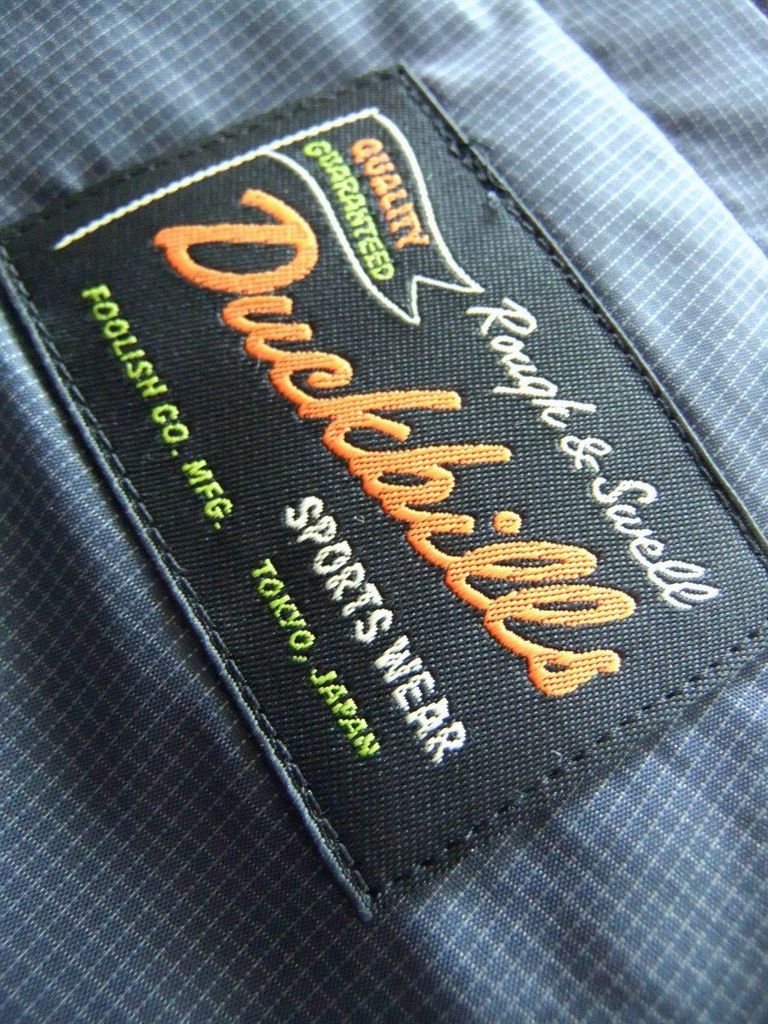 QUALITY
GUARANTEED
Rough & Swell
Duckbills
SPORTS WEAR
FOOLISH CO. MFG. TOKYO, JAPAN